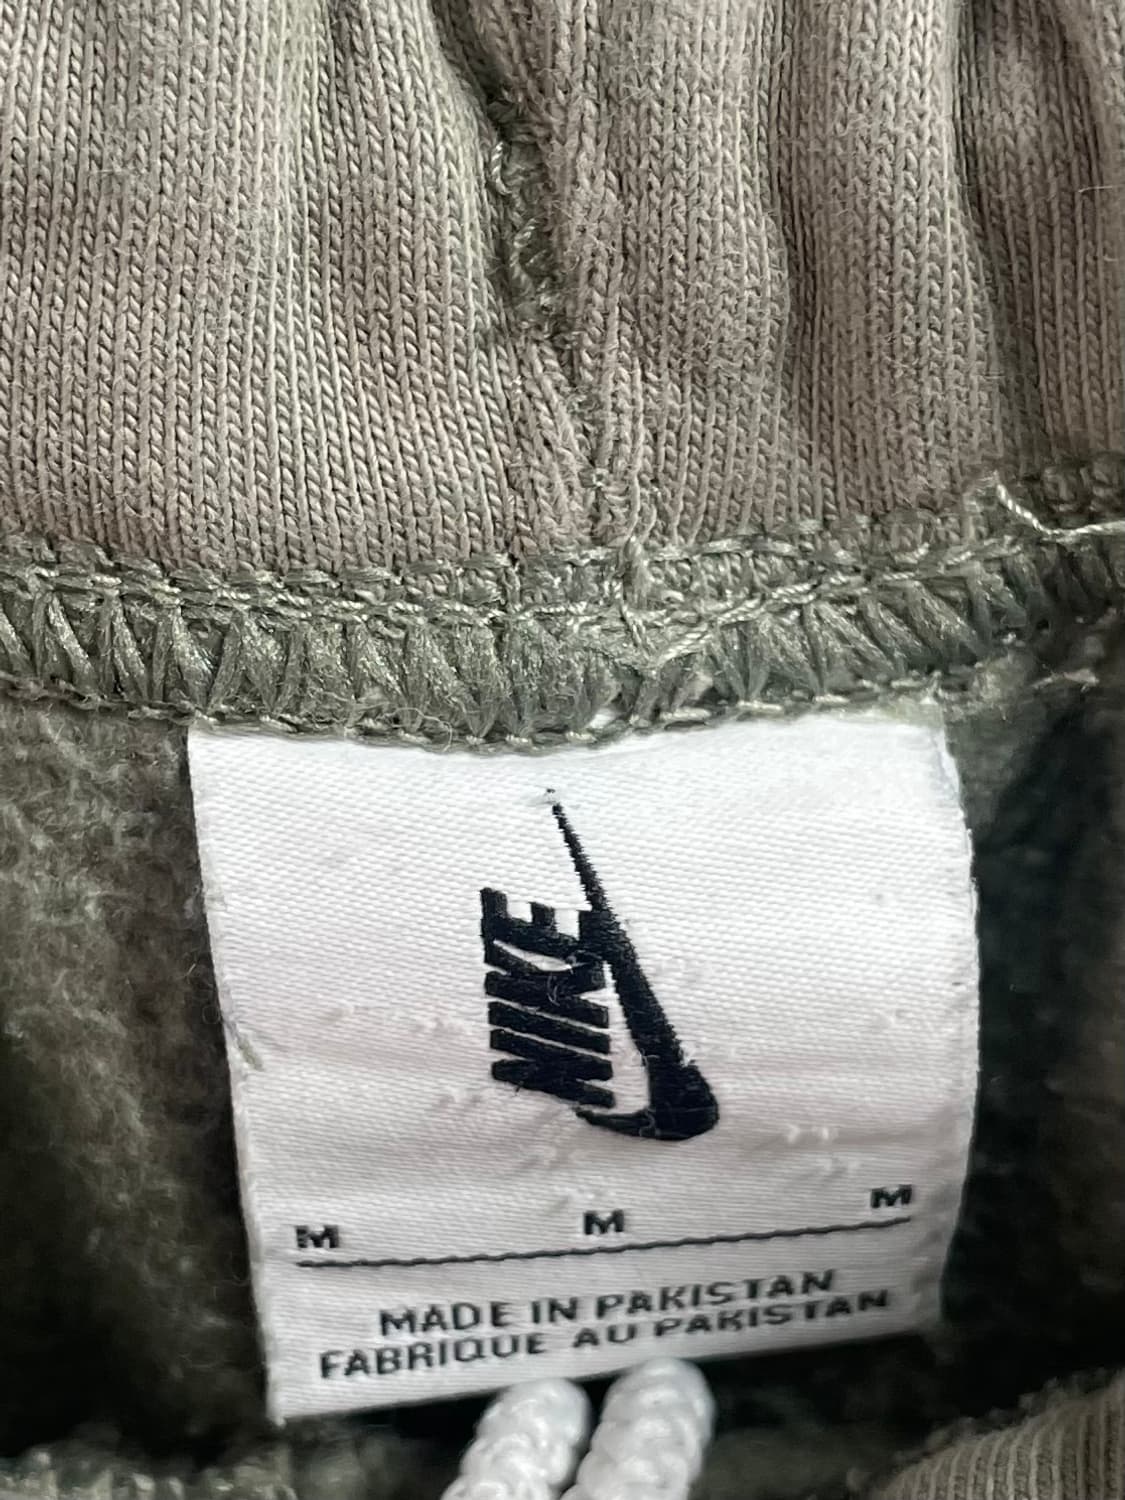 NIKE
M M M
MADE IN PAKISTAN
FABRIQUE AU PAKISTAN